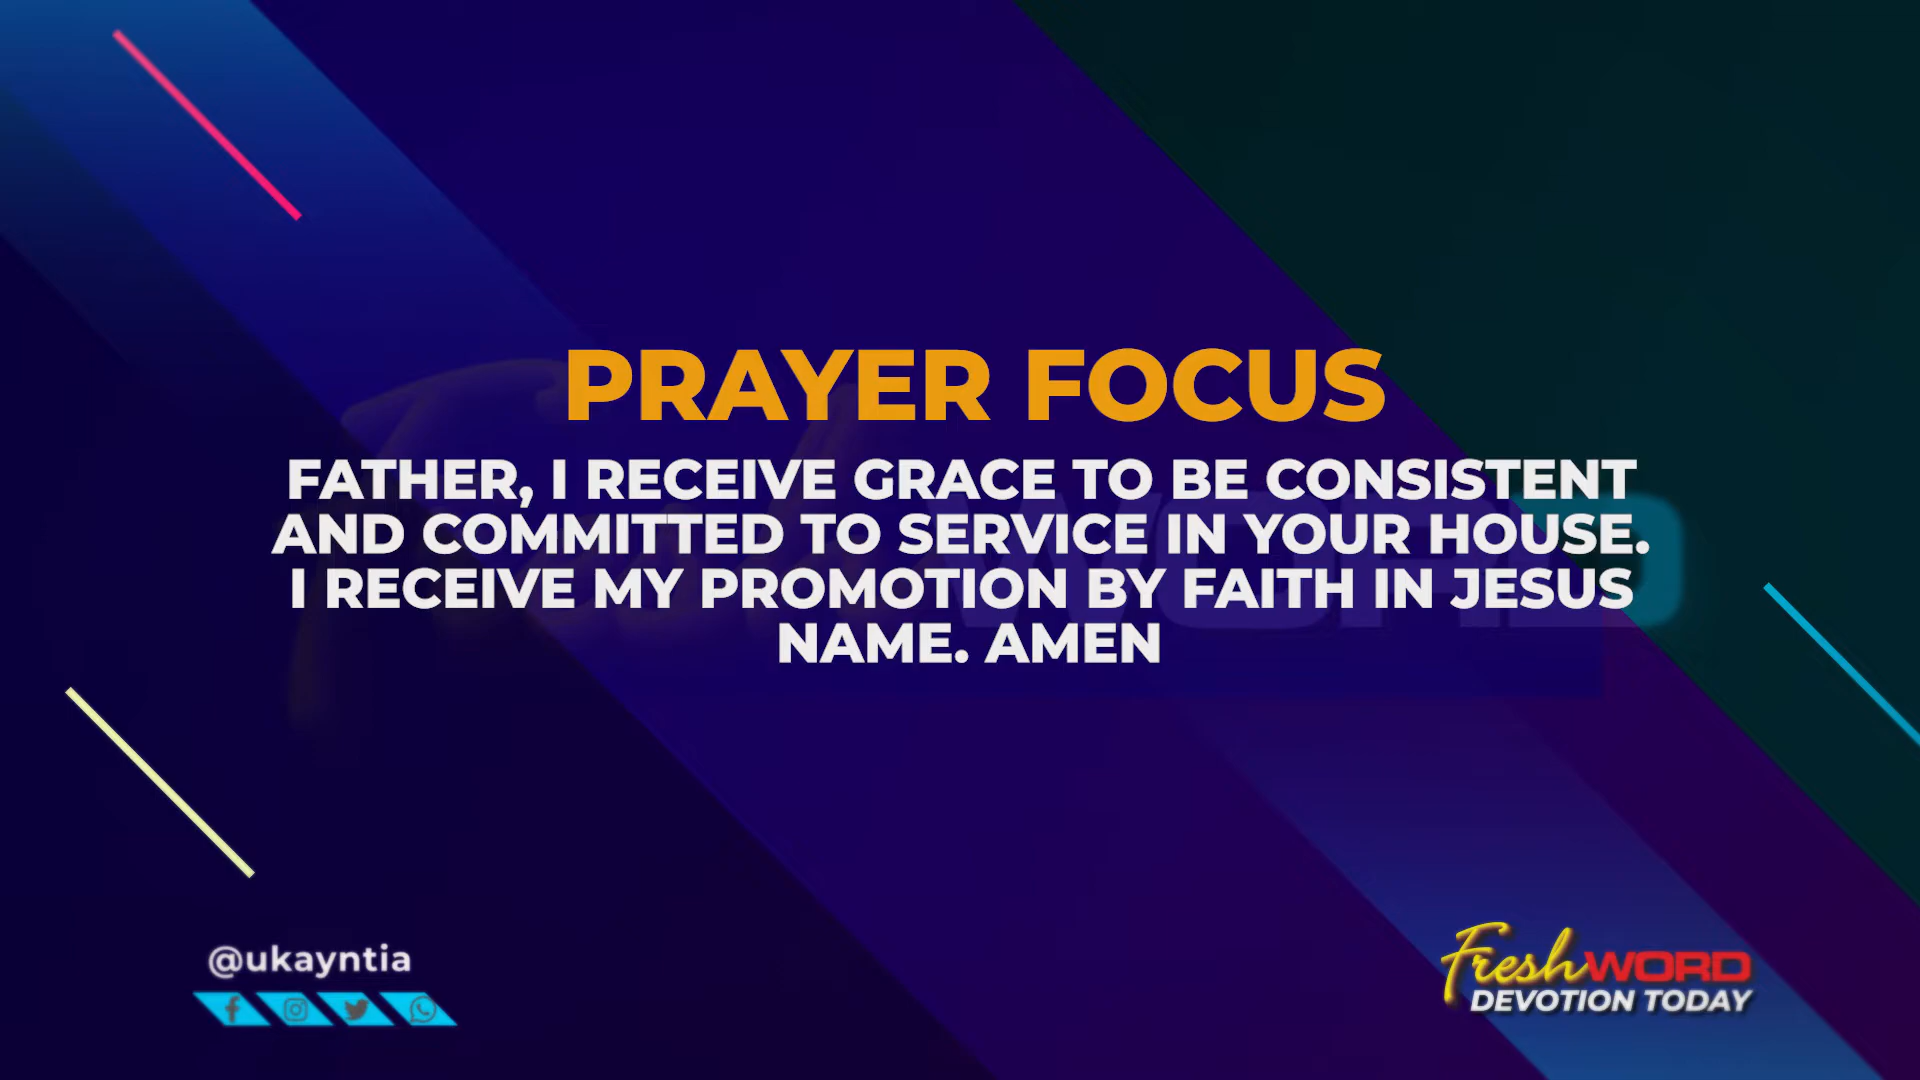 PRAYER FOCUS
FATHER, I RECEIVE GRACE TO BE CONSISTENT
AND COMMITTED TO SERVICE IN YOUR HOUSE.
I RECEIVE MY PROMOTION BY FAITH IN JESUS
NAME. AMEN
@ukayntia
FreshWORD
DEVOTION TODAY